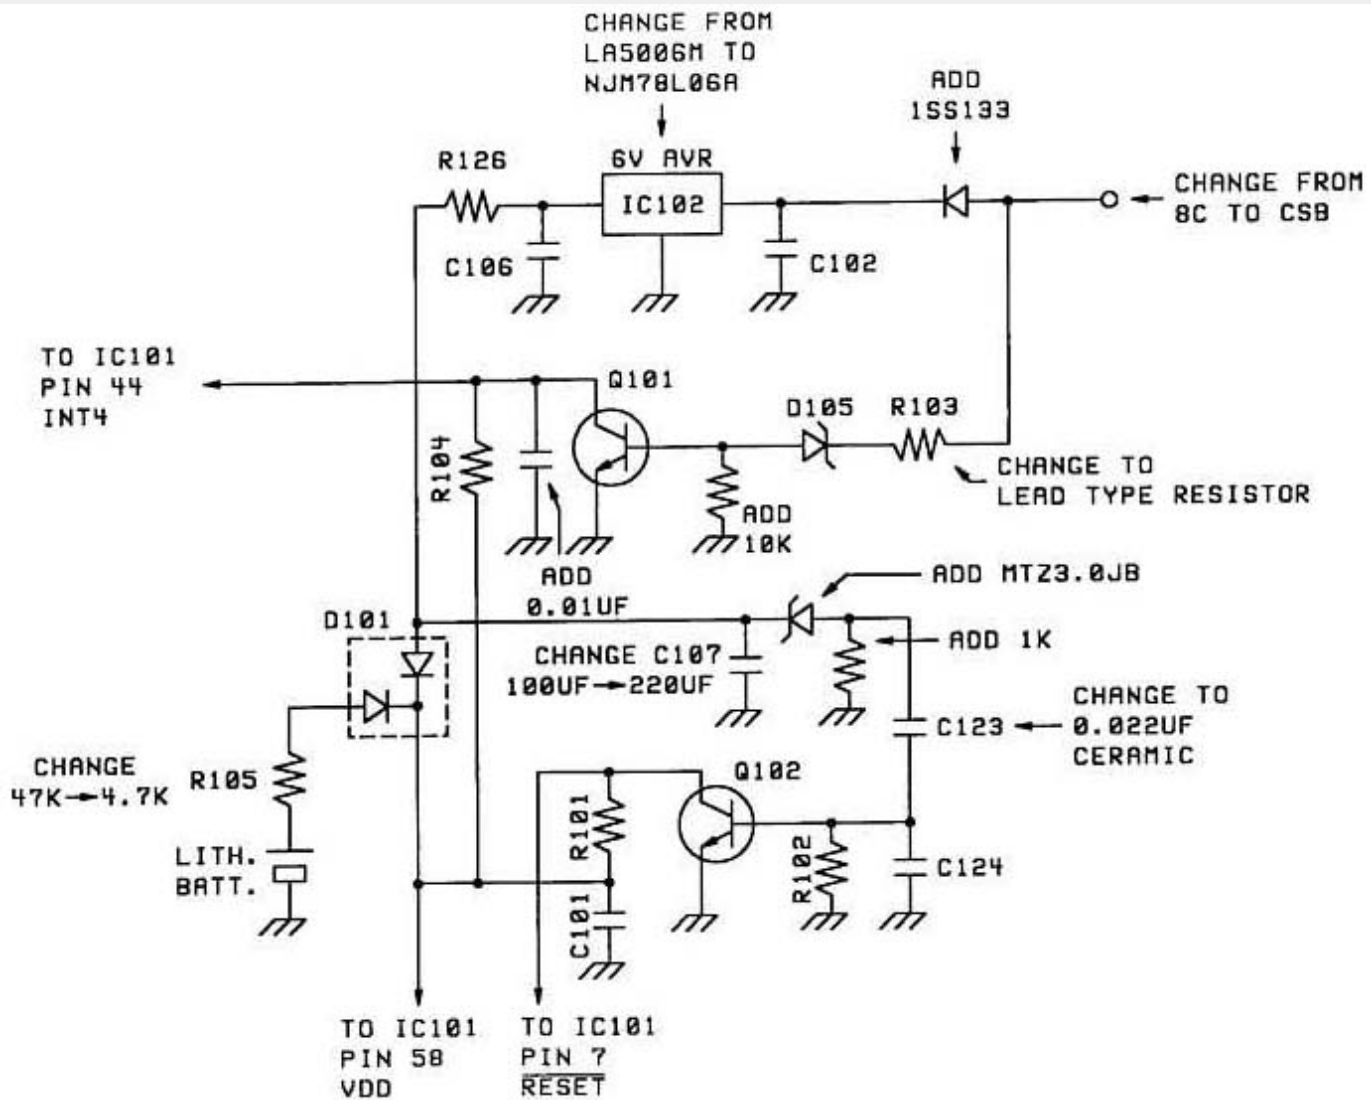 CHANGE FROM
LA5006M TO
NJM78L06A
ADD
1SS133
R126
6V AVR
IC102
CHANGE FROM
8C TO CSB
C106
C102
TO IC101
PIN 44
INT4
Q101
D105
R103
R104
CHANGE TO
LEAD TYPE RESISTOR
ADD
10K
ADD
0.01UF
ADD MTZ3.0JB
D101
ADD 1K
CHANGE C107
100UF→220UF
CHANGE TO
0.022UF
CERAMIC
C123
CHANGE
47K→4.7K
R105
Q102
R101
R102
LITH.
BATT.
C124
C101
TO IC101
PIN 58
VDD
TO IC101
PIN 7
RESET